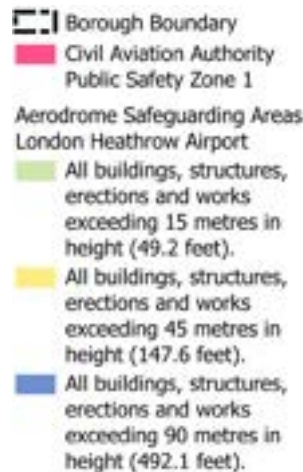 Borough Boundary
Civil Aviation Authority
Public Safety Zone 1
Aerodrome Safeguarding Areas
London Heathrow Airport
All buildings, structures,
erections and works
exceeding 15 metres in
height (49.2 feet).
All buildings, structures,
erections and works
exceeding 45 metres in
height (147.6 feet).
All buildings, structures,
erections and works
exceeding 90 metres in
height (492.1 feet).